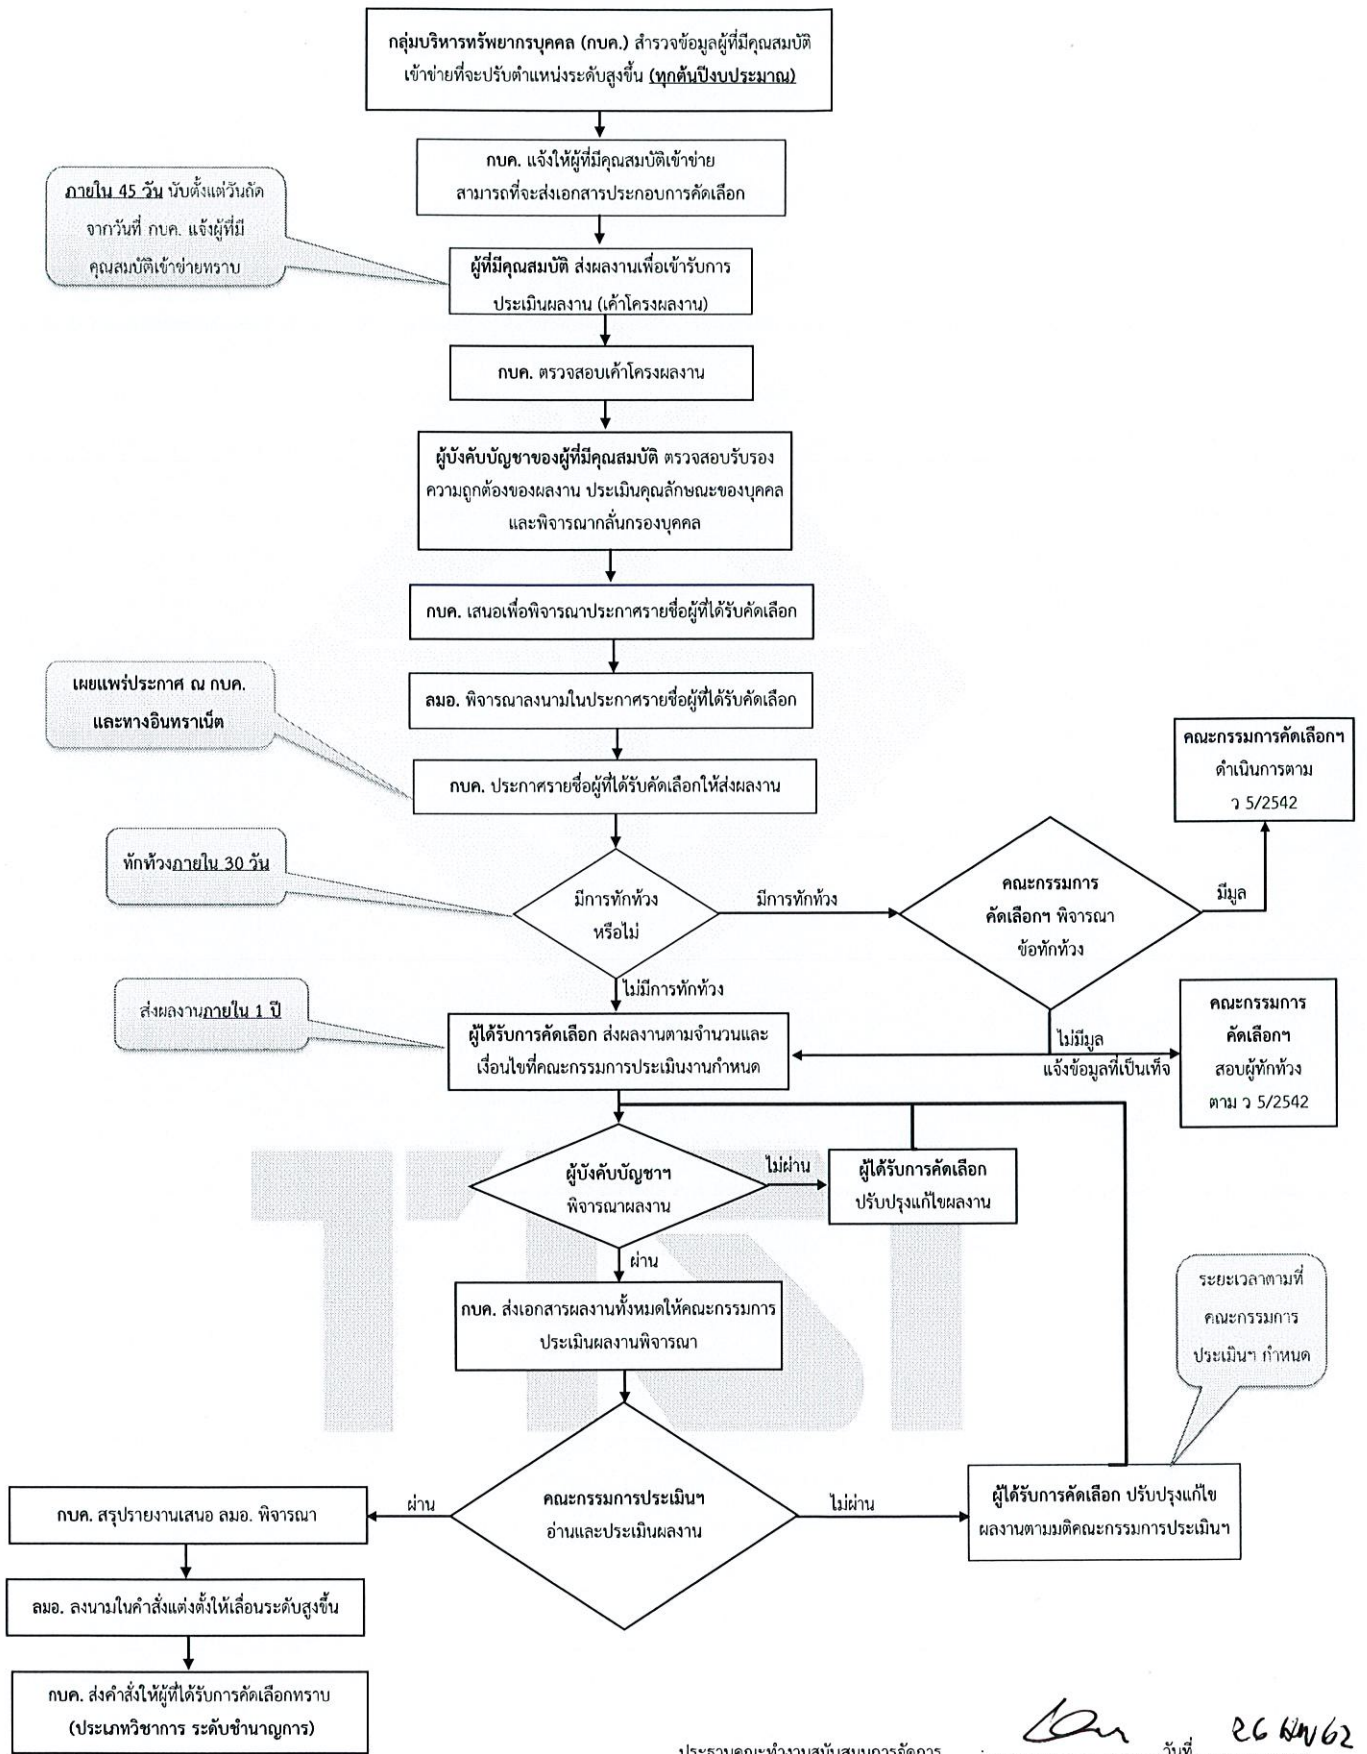 กลุ่มบริหารทรัพยากรบุคคล (กบค.) สำรวจข้อมูลผู้ที่มีคุณสมบัติ
เข้าข่ายที่จะปรับตำแหน่งระดับสูงขึ้น (ทุกต้นปีงบประมาณ)
กบค. แจ้งให้ผู้ที่มีคุณสมบัติเข้าข่าย
สามารถที่จะส่งเอกสารประกอบการคัดเลือก
ภายใน 45 วัน นับตั้งแต่วันถัด
จากวันที่ กบค. แจ้งผู้ที่มี
คุณสมบัติเข้าข่ายทราบ
ผู้ที่มีคุณสมบัติ ส่งผลงานเพื่อเข้ารับการ
ประเมินผลงาน (เค้าโครงผลงาน)
กบค. ตรวจสอบเค้าโครงผลงาน
ผู้บังคับบัญชาของผู้ที่มีคุณสมบัติ ตรวจสอบรับรอง
ความถูกต้องของผลงาน ประเมินคุณลักษณะของบุคคล
และพิจารณากลั่นกรองบุคคล
กบค. เสนอเพื่อพิจารณาประกาศรายชื่อผู้ที่ได้รับคัดเลือก
ลมอ. พิจารณาลงนามในประกาศรายชื่อผู้ที่ได้รับคัดเลือก
เผยแพร่ประกาศ ณ กบค.
และทางอินทราเน็ต
กบค. ประกาศรายชื่อผู้ที่ได้รับคัดเลือกให้ส่งผลงาน
คณะกรรมการคัดเลือกฯ
ดำเนินการตาม
ว 5/2542
ทักท้วงภายใน 30 วัน
มีการทักท้วง
หรือไม่
มีการทักท้วง
คณะกรรมการ
คัดเลือกฯ พิจารณา
ข้อทักท้วง
มีมูล
ไม่มีการทักท้วง
ส่งผลงานภายใน 1 ปี
ผู้ได้รับการคัดเลือก ส่งผลงานตามจำนวนและ
เงื่อนไขที่คณะกรรมการประเมินงานกำหนด
ไม่มีมูล
แจ้งข้อมูลที่เป็นเท็จ
คณะกรรมการ
คัดเลือกฯ
สอบผู้ทักท้วง
ตาม ว 5/2542
ผู้บังคับบัญชาฯ
พิจารณาผลงาน
ไม่ผ่าน
ผู้ได้รับการคัดเลือก
ปรับปรุงแก้ไขผลงาน
ผ่าน
กบค. ส่งเอกสารผลงานทั้งหมดให้คณะกรรมการ
ประเมินผลงานพิจารณา
ระยะเวลาตามที่
คณะกรรมการ
ประเมินฯ กำหนด
คณะกรรมการประเมินฯ
อ่านและประเมินผลงาน
ไม่ผ่าน
ผู้ได้รับการคัดเลือก ปรับปรุงแก้ไข
ผลงานตามมติคณะกรรมการประเมินฯ
ผ่าน
กบค. สรุปรายงานเสนอ ลมอ. พิจารณา
ลมอ. ลงนามในคำสั่งแต่งตั้งให้เลื่อนระดับสูงขึ้น
กบค. ส่งคำสั่งให้ผู้ที่ได้รับการคัดเลือกทราบ
(ประเภทวิชาการ ระดับชำนาญการ)
TISI
ประธานคณะทำงานสนับสนุนการจัดการ
วันที่